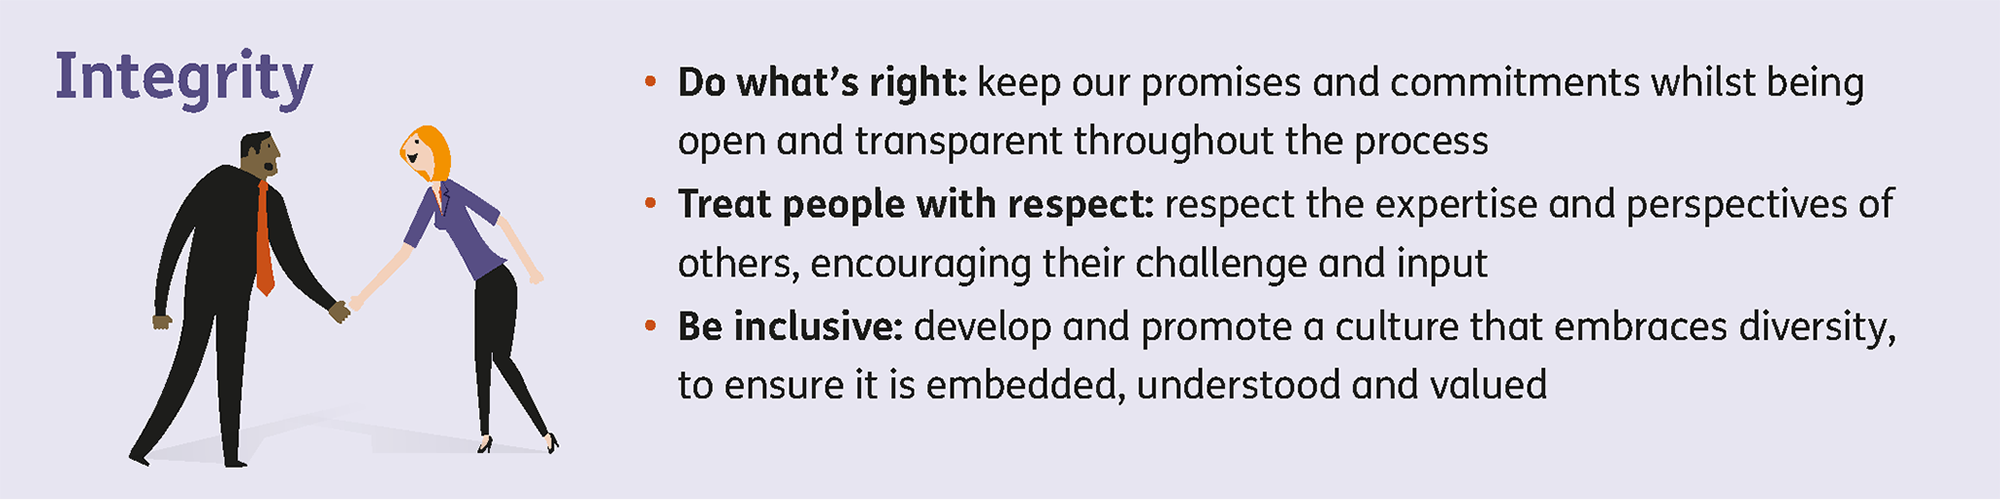 Integrity
• Do what’s right: keep our promises and commitments whilst being
open and transparent throughout the process
• Treat people with respect: respect the expertise and perspectives of
others, encouraging their challenge and input
• Be inclusive: develop and promote a culture that embraces diversity,
to ensure it is embedded, understood and valued